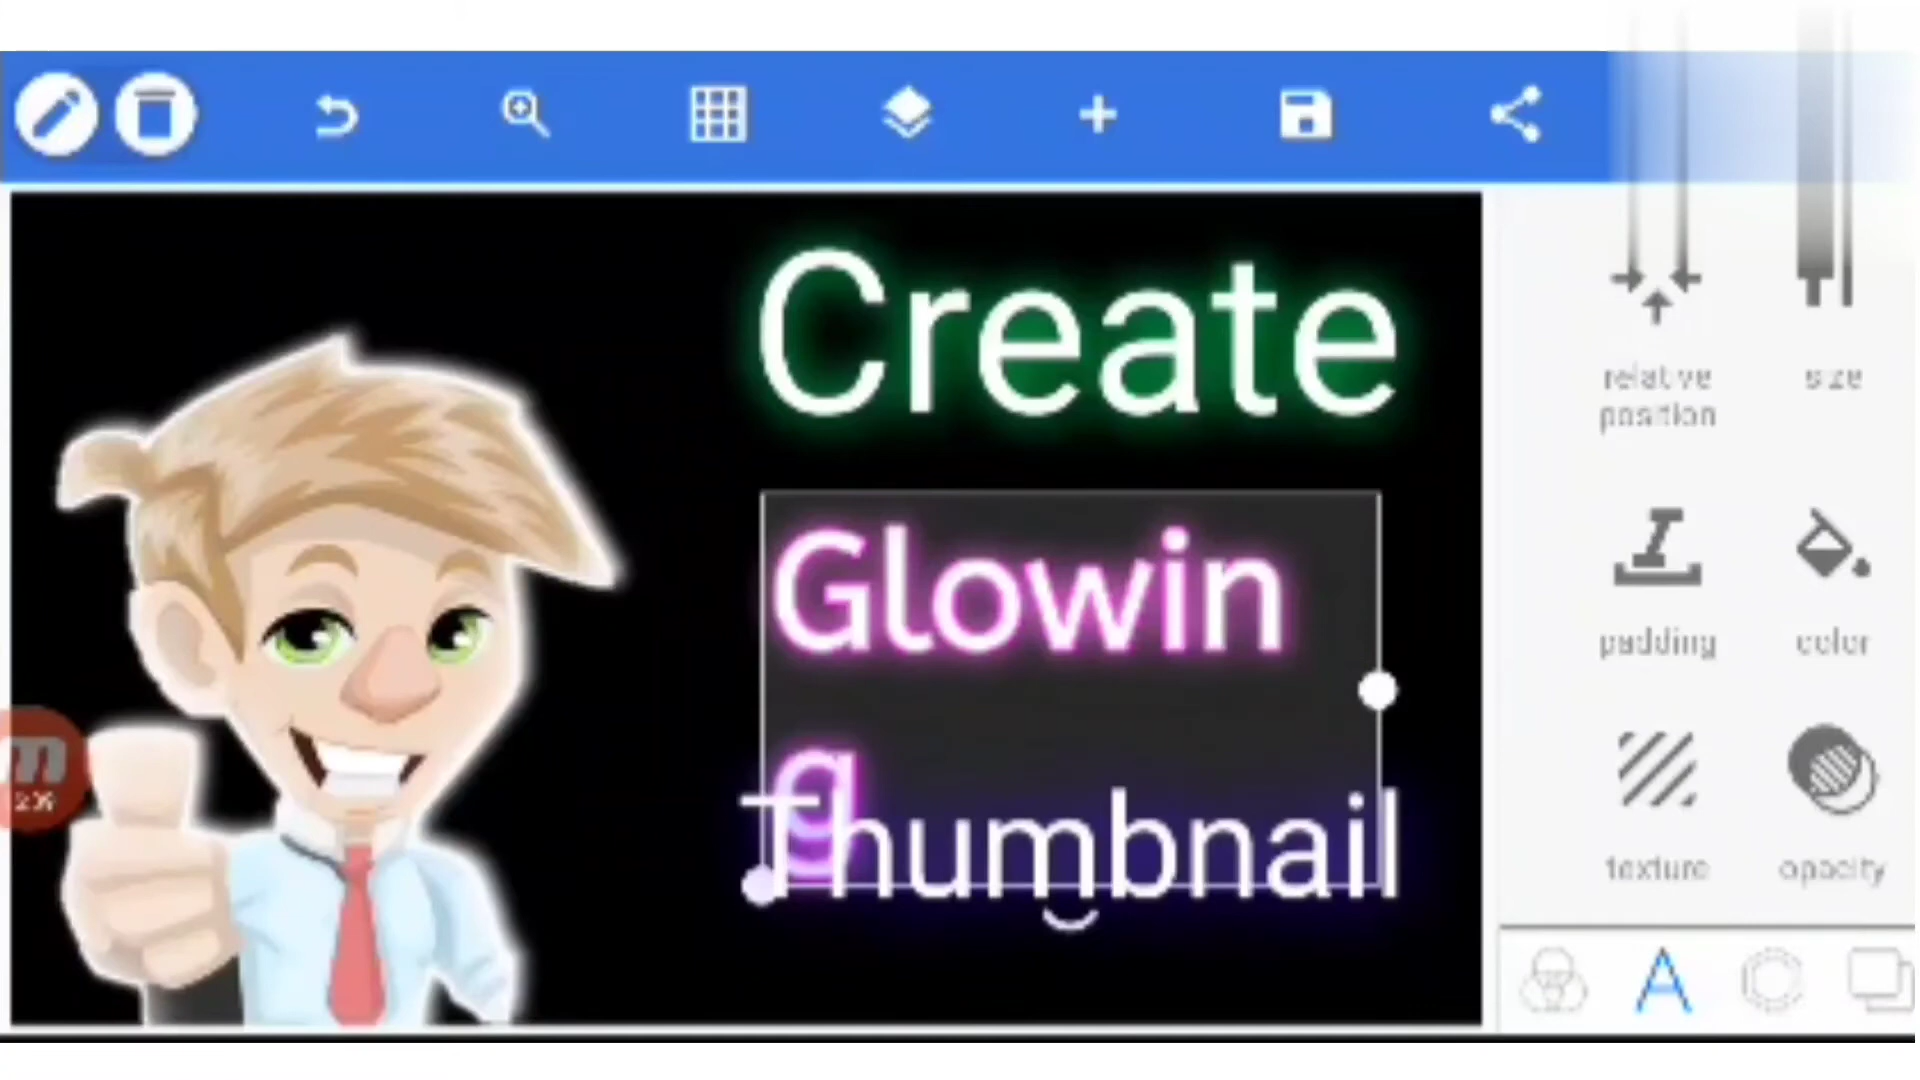 Create
Glowin
g
Thumbnail
relative
position
size
padding
color
texture
opacity
A